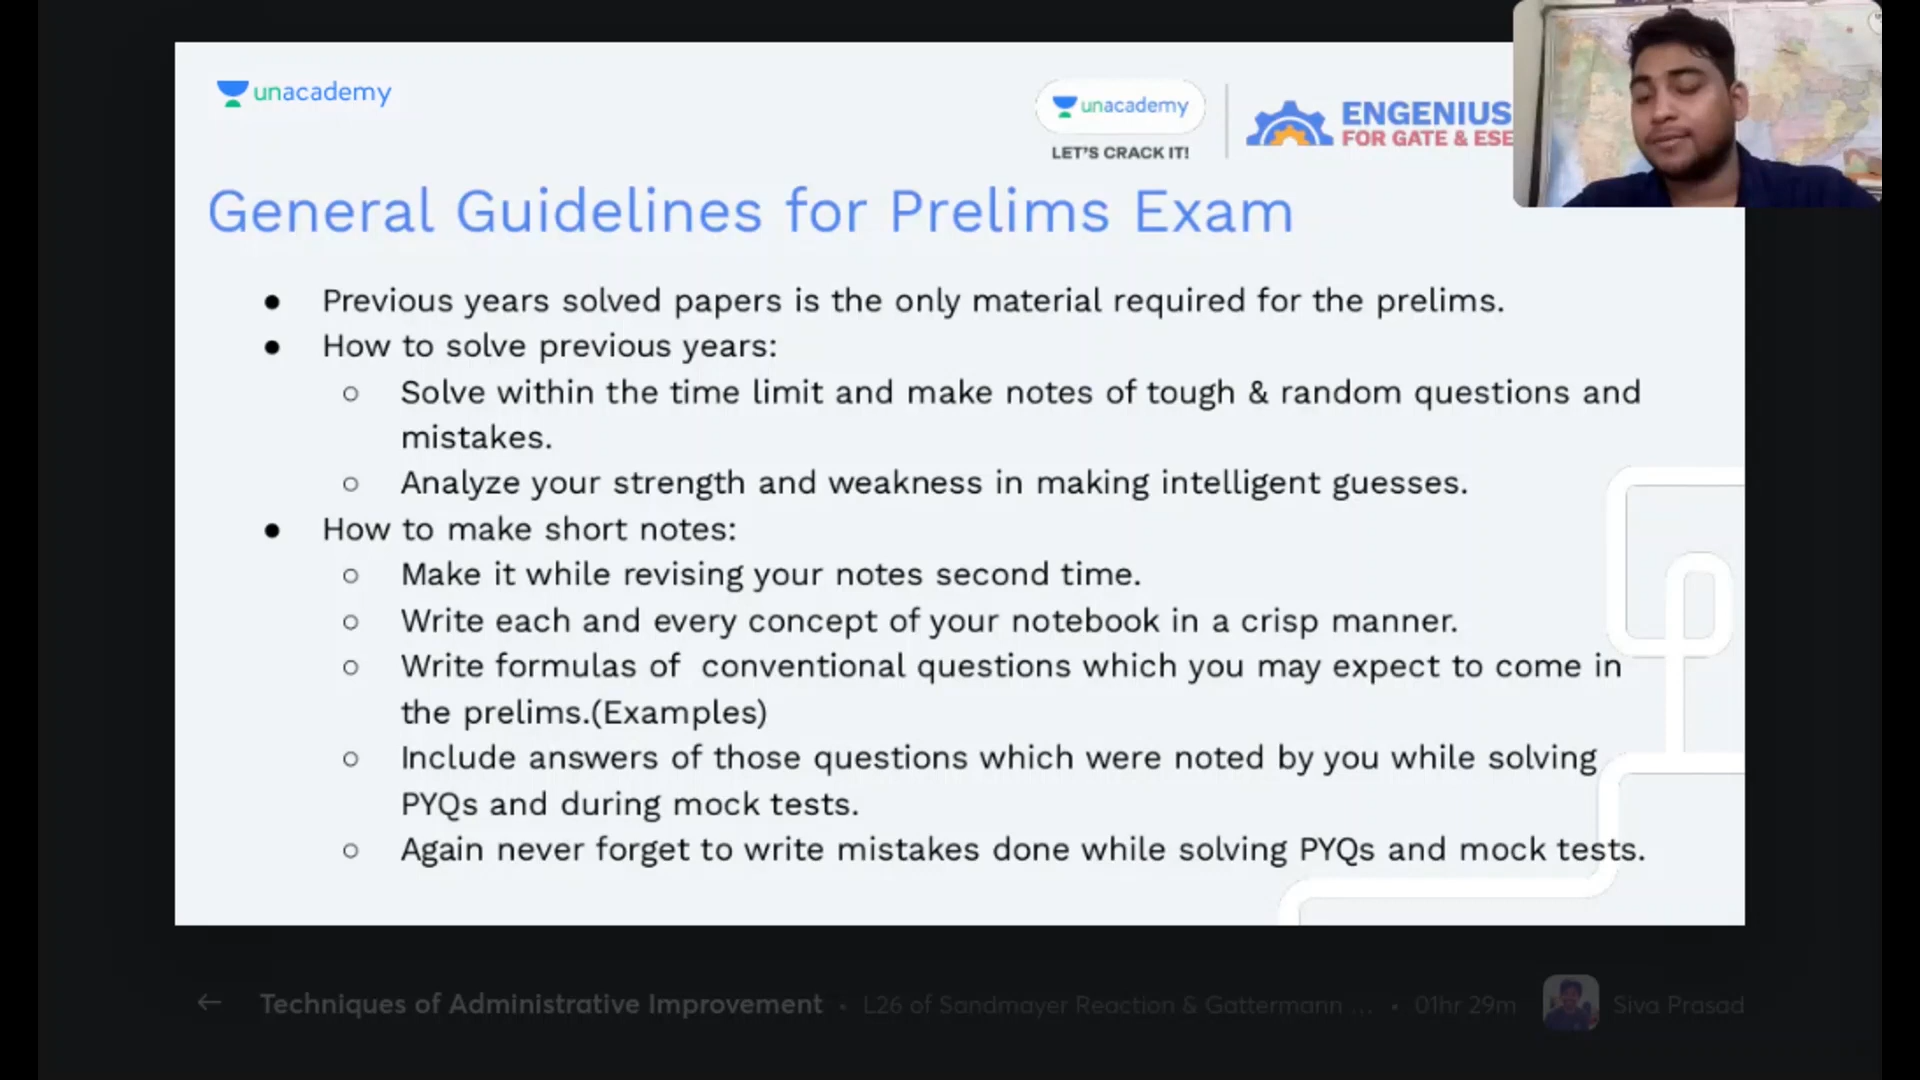 unacademy
unacademy
LET'S CRACK IT!
ENGENIUS
FOR GATE & ESE
General Guidelines for Prelims Exam
● Previous years solved papers is the only material required for the prelims.
● How to solve previous years:
○ Solve within the time limit and make notes of tough & random questions and
mistakes.
○ Analyze your strength and weakness in making intelligent guesses.
● How to make short notes:
○ Make it while revising your notes second time.
○ Write each and every concept of your notebook in a crisp manner.
○ Write formulas of conventional questions which you may expect to come in
the prelims.(Examples)
○ Include answers of those questions which were noted by you while solving
PYQs and during mock tests.
○ Again never forget to write mistakes done while solving PYQs and mock tests.
← Techniques of Administrative Improvement • L26 of Sandmayer Reaction & Gattermann ... • 01hr 29m Siva Prasad